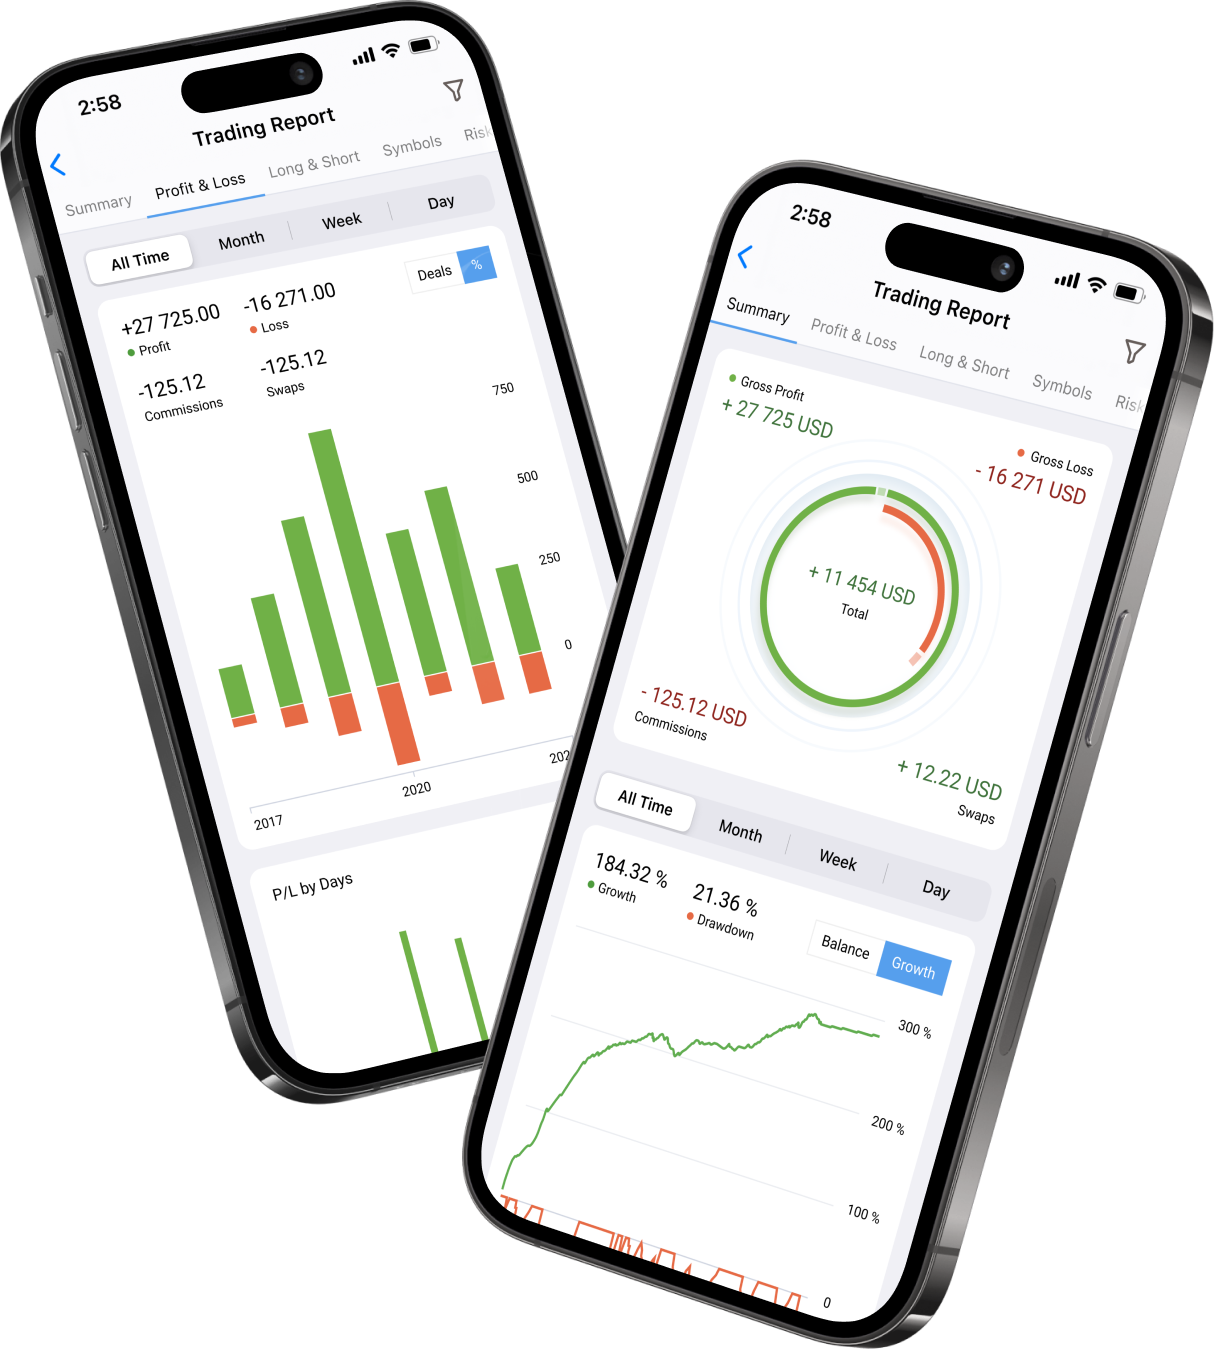 2:58
Trading Report
Summary Profit & Loss Long & Short Symbols Risk
All Time Month Week Day
+27 725.00 -16 271.00
Profit Loss
Deals %
-125.12 -125.12
Commissions Swaps
750
500
250
0
2017 2020 202
P/L by Days
2:58
Trading Report
Summary Profit & Loss Long & Short Symbols Risk
Gross Profit
+ 27 725 USD
Gross Loss
- 16 271 USD
+ 11 454 USD
Total
- 125.12 USD
Commissions
+ 12.22 USD
Swaps
All Time Month Week Day
184.32 % 21.36 %
Growth Drawdown
Balance Growth
300 %
200 %
100 %
0